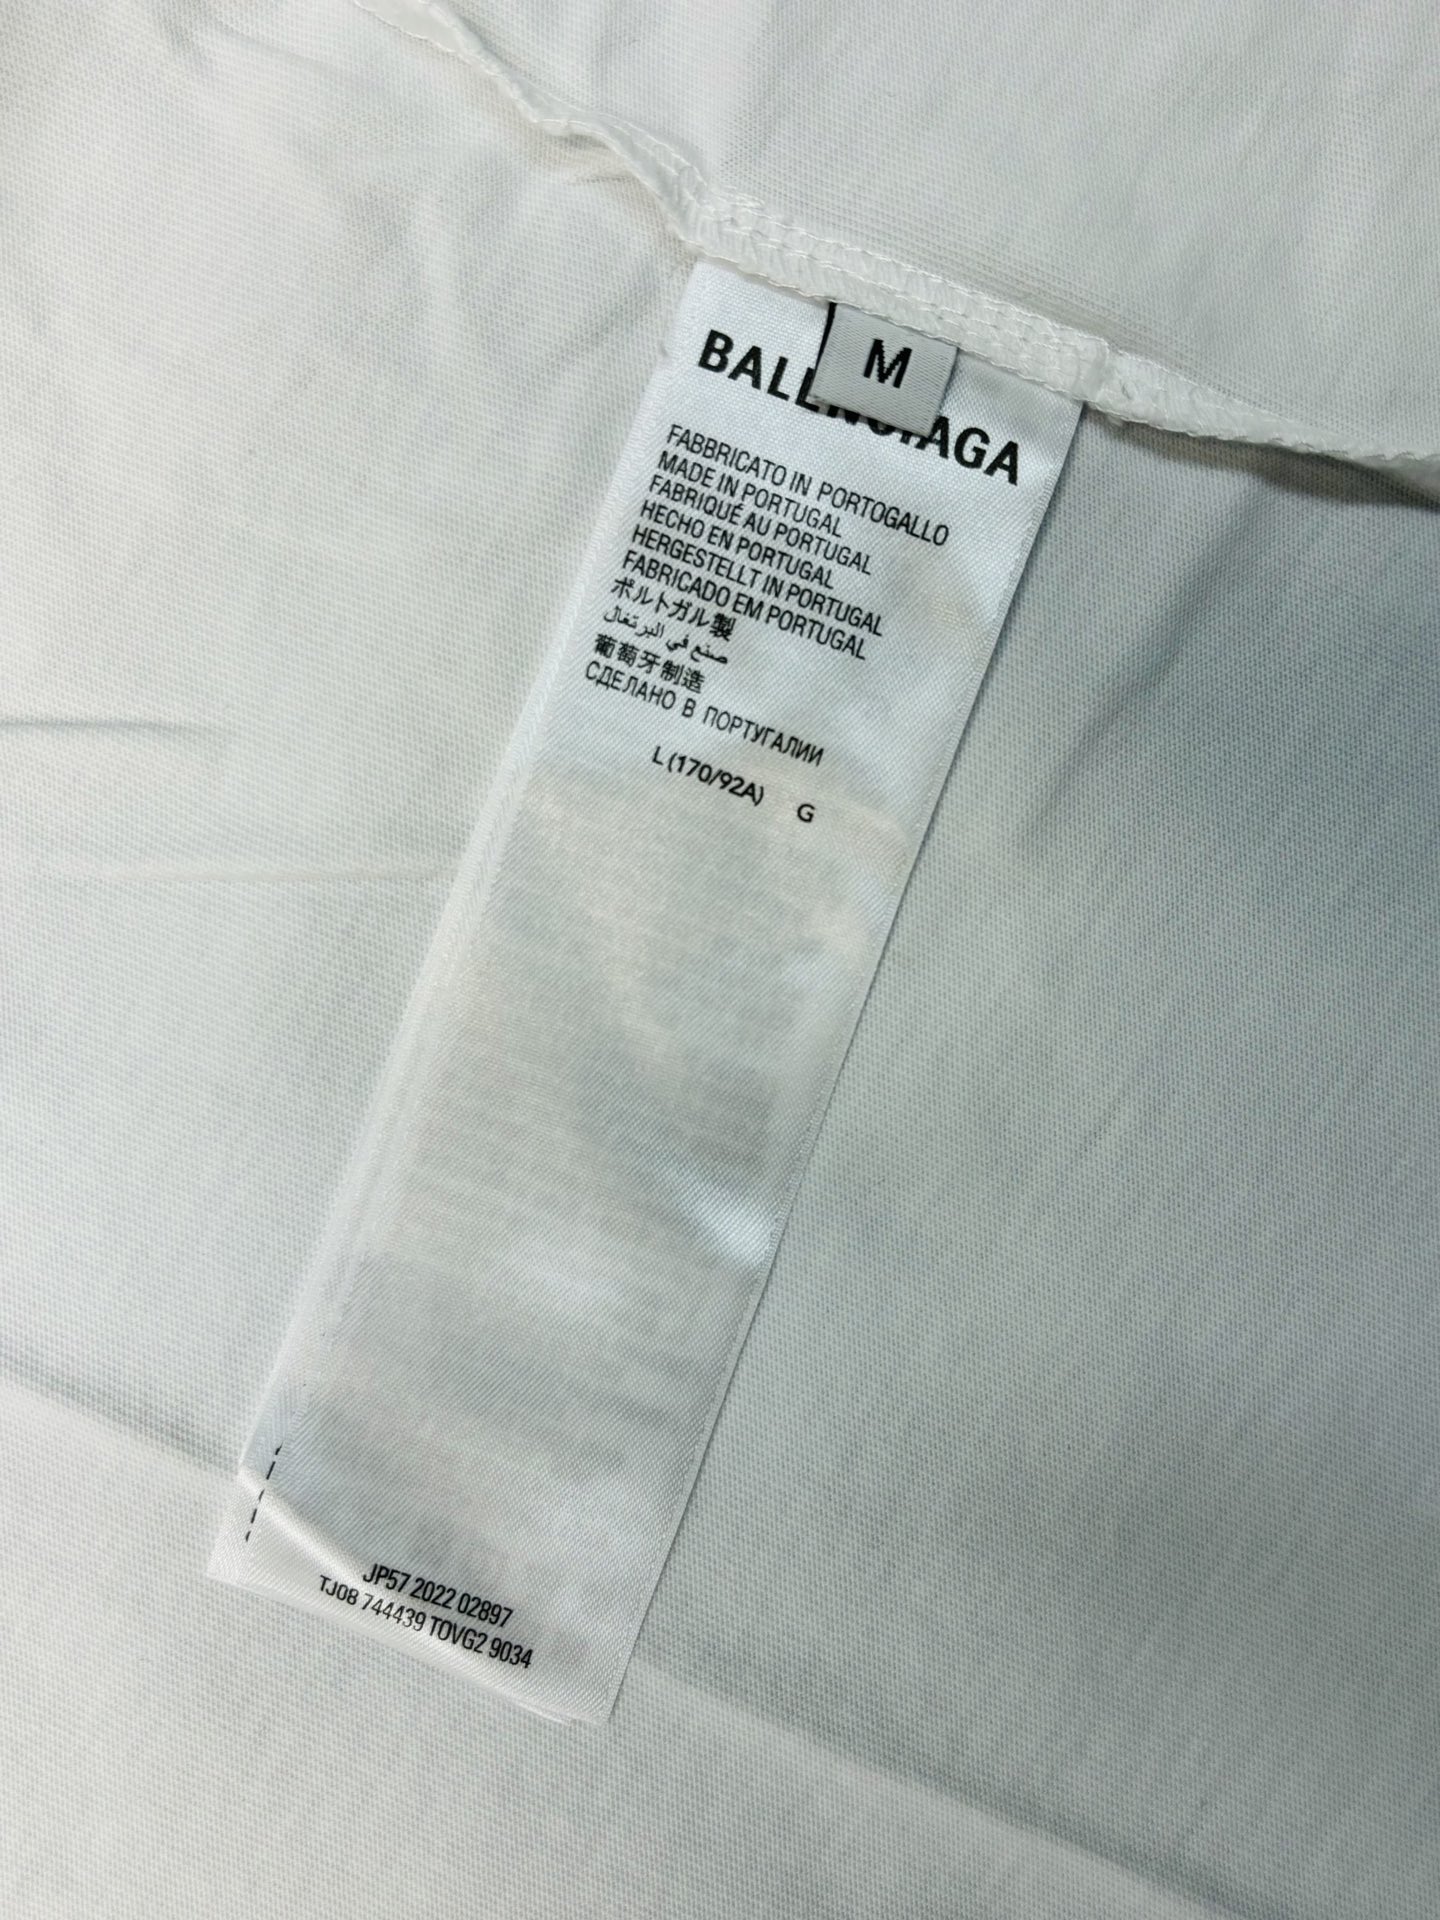 M
BALENCIAGA
FABBRICATO IN PORTOGALLO
MADE IN PORTUGAL
FABRIQUÉ AU PORTUGAL
HECHO EN PORTUGAL
HERGESTELLT IN PORTUGAL
FABRICADO EM PORTUGAL
ポルトガル製
صنع في البرتغال
葡萄牙制造
СДЕЛАНО В ПОРТУГАЛИИ
L (170/92A) G
JP57 2022 02897
TJ08 744439 TOVG2 9034